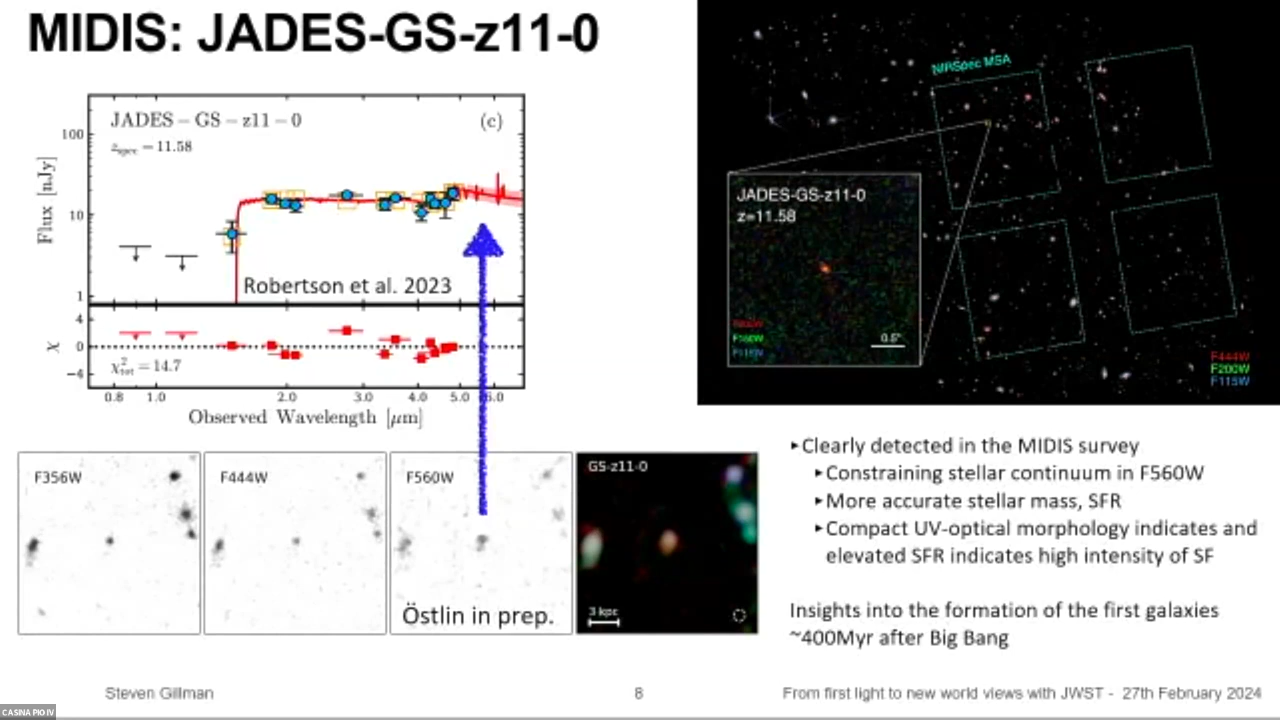 MIDIS: JADES-GS-z11-0
JADES – GS – z11 – 0
(c)
z_spec = 11.58
Flux [nJy]
100
10
1
Robertson et al. 2023
χ
4
0
−4
χ²_tot = 14.7
0.8 1.0 2.0 3.0 4.0 5.0 6.0
Observed Wavelength [μm]
NIRSpec MSA
JADES-GS-z11-0
z=11.58
0.5"
F444W
F200W
F115W
F356W
F444W
F560W
Östlin in prep.
GS-z11-0
3 kpc
▸Clearly detected in the MIDIS survey
▸Constraining stellar continuum in F560W
▸More accurate stellar mass, SFR
▸Compact UV-optical morphology indicates and
elevated SFR indicates high intensity of SF
Insights into the formation of the first galaxies
~400Myr after Big Bang
Steven Gillman
8
From first light to new world views with JWST - 27th February 2024
CASINA PIO IV